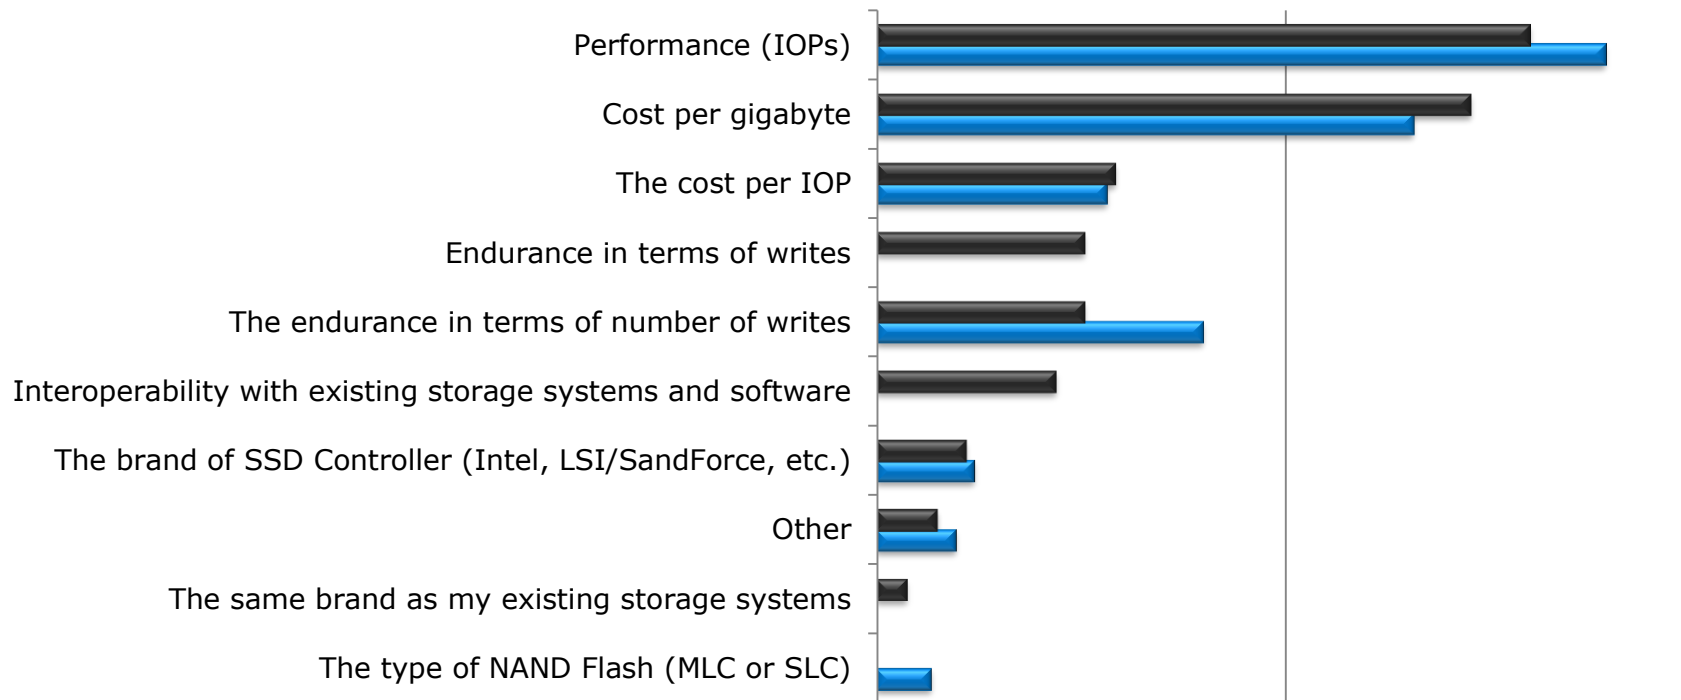 Performance (IOPs)
Cost per gigabyte
The cost per IOP
Endurance in terms of writes
The endurance in terms of number of writes
Interoperability with existing storage systems and software
The brand of SSD Controller (Intel, LSI/SandForce, etc.)
Other
The same brand as my existing storage systems
The type of NAND Flash (MLC or SLC)